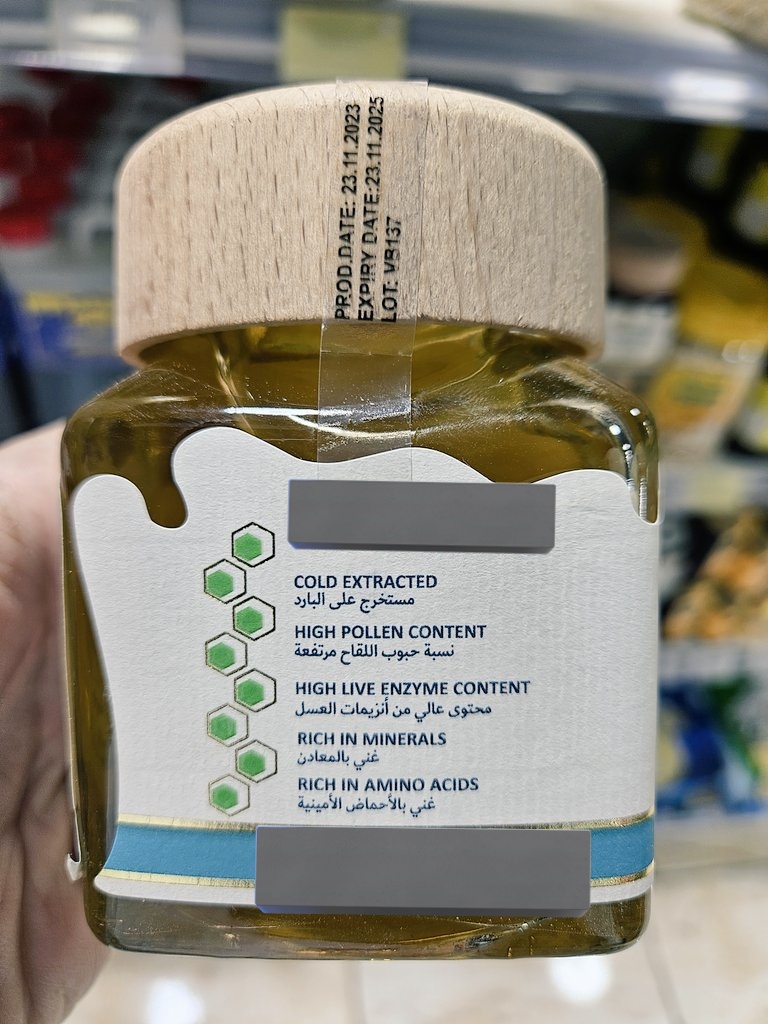 PROD.DATE: 23.11.2023
EXPIRY DATE:23.11.2025
LOT: VB137
COLD EXTRACTED
مستخرج على البارد
HIGH POLLEN CONTENT
نسبة حبوب اللقاح مرتفعة
HIGH LIVE ENZYME CONTENT
محتوى عالي من أنزيمات العسل
RICH IN MINERALS
غني بالمعادن
RICH IN AMINO ACIDS
غني بالأحماض الأمينية